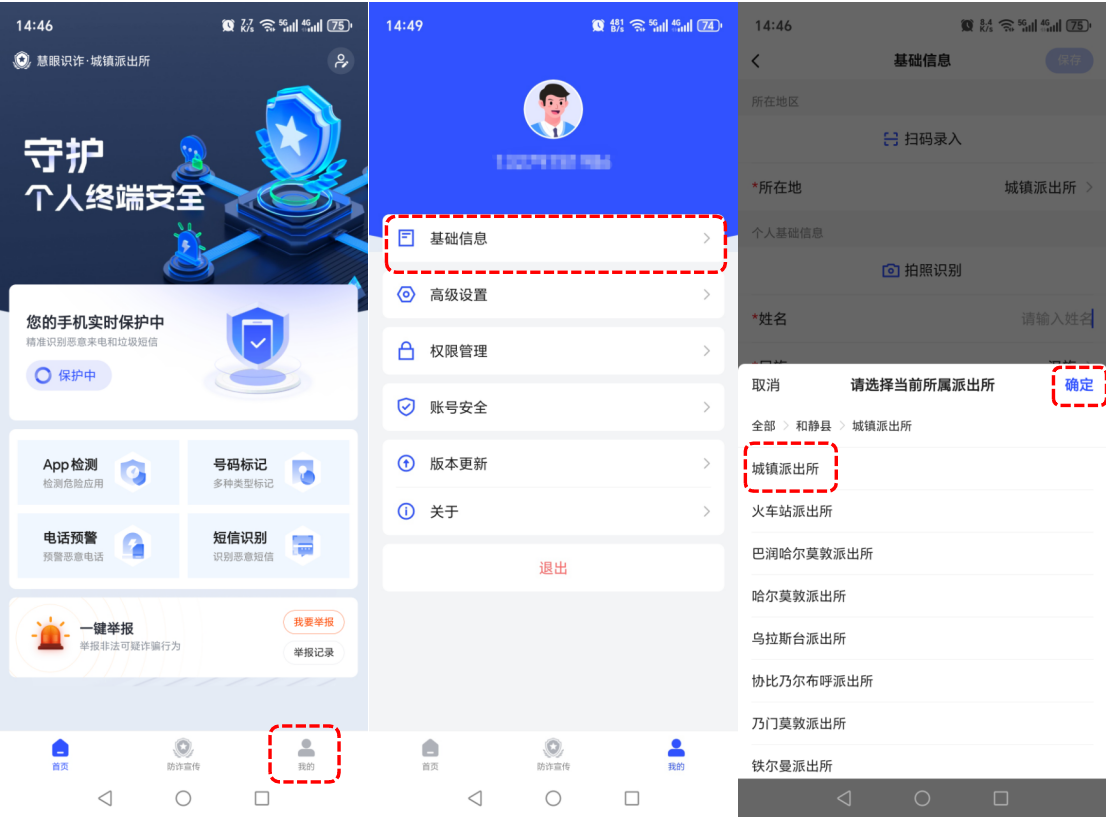 14:46
7.7 K/s 5G 4G 75
慧眼识诈·城镇派出所
守护
个人终端安全
您的手机实时保护中
精准识别恶意来电和垃圾短信
保护中
App检测
检测危险应用
号码标记
多种类型标记
电话预警
预警恶意电话
短信识别
识别恶意短信
一键举报
举报非法可疑诈骗行为
我要举报
举报记录
首页
防诈宣传
我的
14:49
481 B/s 5G 4G 74
基础信息
高级设置
权限管理
账号安全
版本更新
关于
退出
首页
防诈宣传
我的
14:46
8.4 K/s 5G 4G 75
基础信息
保存
所在地区
扫码录入
*所在地
城镇派出所
个人基础信息
拍照识别
*姓名
请输入姓名
取消
请选择当前所属派出所
确定
全部
和静县
城镇派出所
城镇派出所
火车站派出所
巴润哈尔莫敦派出所
哈尔莫敦派出所
乌拉斯台派出所
协比乃尔布呼派出所
乃门莫敦派出所
铁尔曼派出所